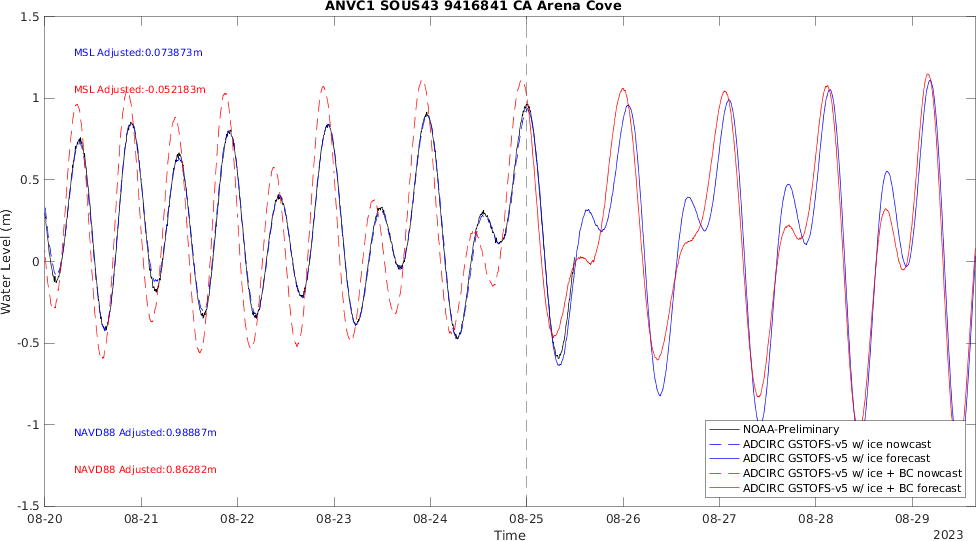 ANVC1 SOUS43 9416841 CA Arena Cove
1.5
1
0.5
0
-0.5
-1
-1.5
Water Level (m)
MSL Adjusted:0.073873m
MSL Adjusted:-0.052183m
NAVD88 Adjusted:0.98887m
NAVD88 Adjusted:0.86282m
NOAA-Preliminary
ADCIRC GSTOFS-v5 w/ ice nowcast
ADCIRC GSTOFS-v5 w/ ice forecast
ADCIRC GSTOFS-v5 w/ ice + BC nowcast
ADCIRC GSTOFS-v5 w/ ice + BC forecast
08-20 08-21 08-22 08-23 08-24 08-25 08-26 08-27 08-28 08-29
Time
2023